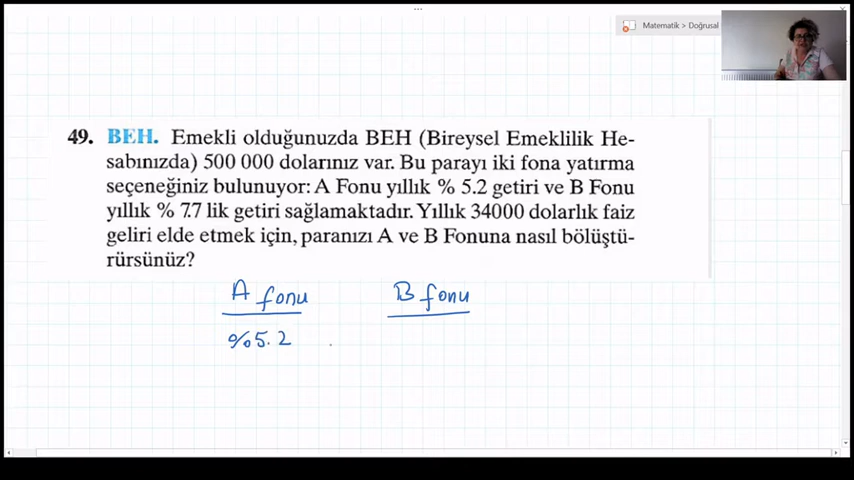 Matematik > Doğrusal
49. BEH. Emekli olduğunuzda BEH (Bireysel Emeklilik He-
sabınızda) 500 000 dolarınız var. Bu parayı iki fona yatırma
seçeneğiniz bulunuyor: A Fonu yıllık % 5.2 getiri ve B Fonu
yıllık % 7.7 lik getiri sağlamaktadır. Yıllık 34000 dolarlık faiz
geliri elde etmek için, paranızı A ve B Fonuna nasıl bölüştü-
rürsünüz?
A fonu B fonu
%5.2